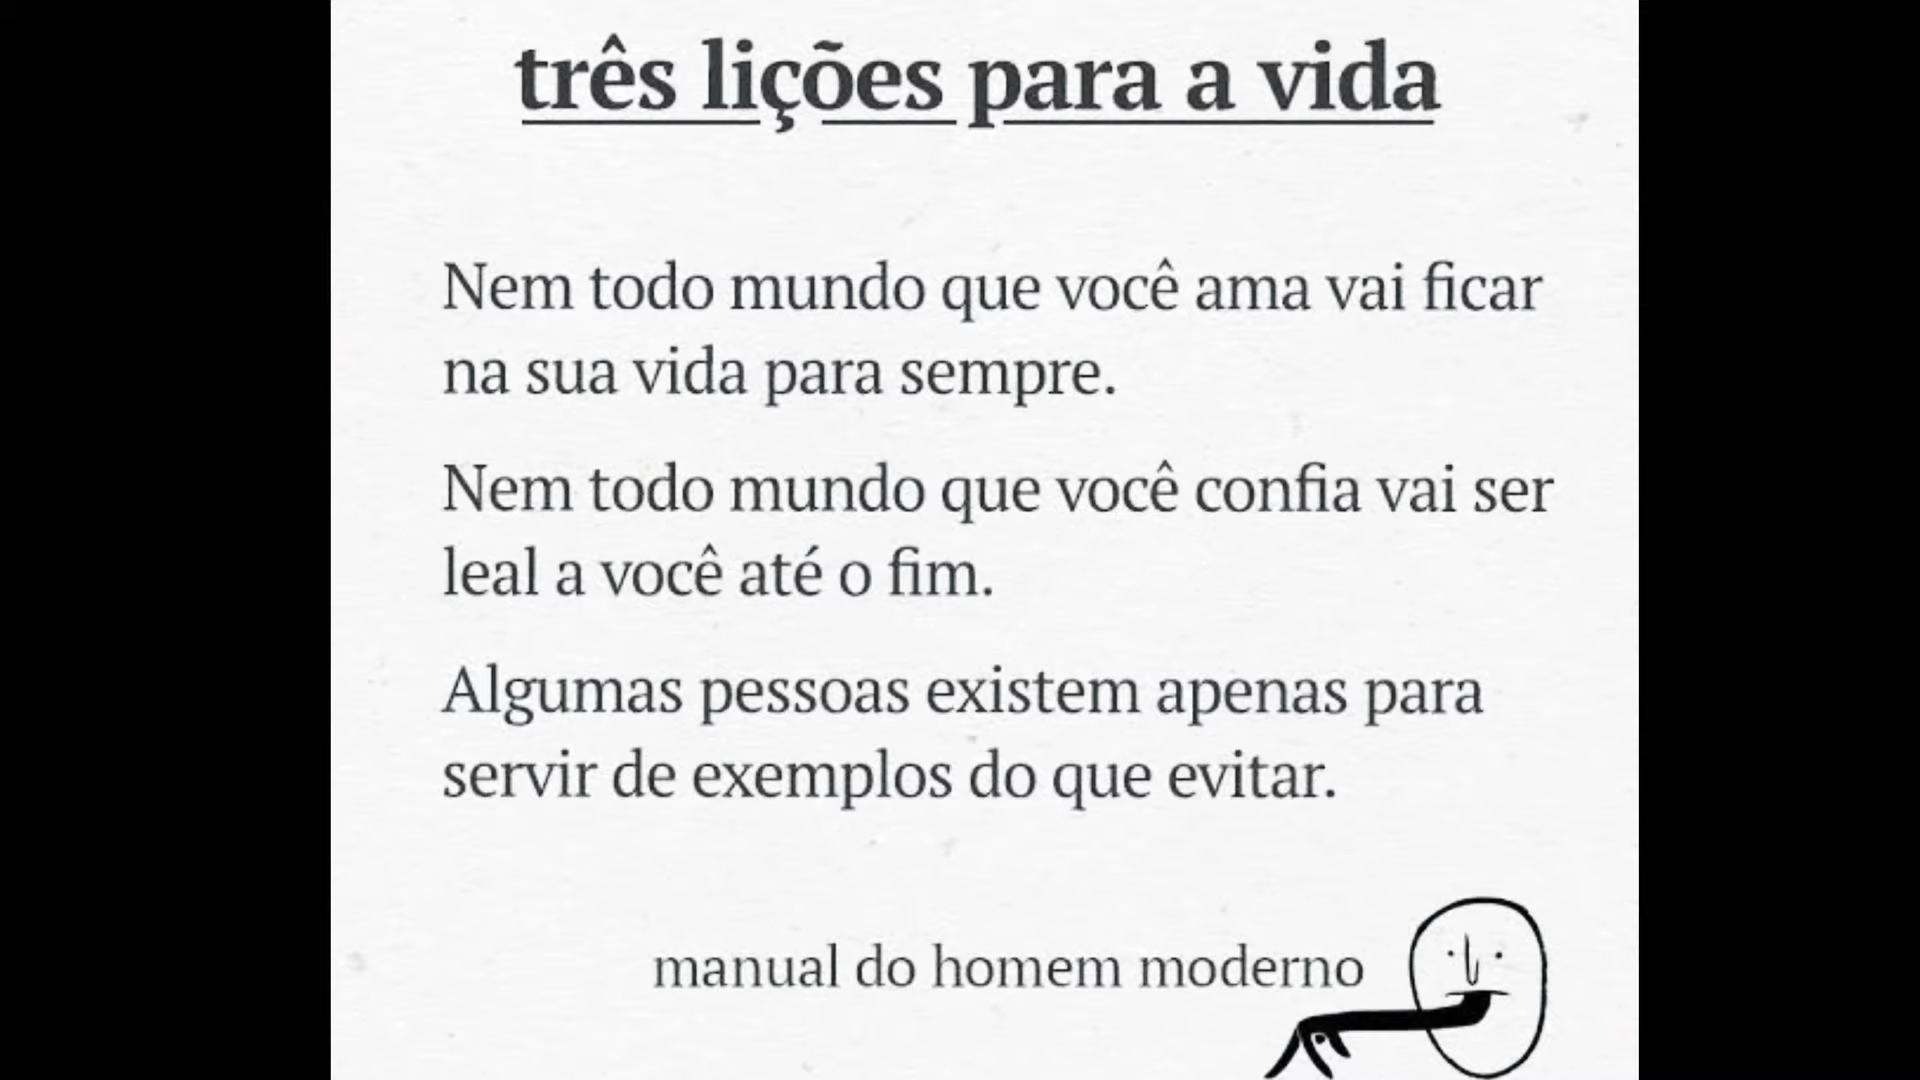 três lições para a vida
Nem todo mundo que você ama vai ficar
na sua vida para sempre.
Nem todo mundo que você confia vai ser
leal a você até o fim.
Algumas pessoas existem apenas para
servir de exemplos do que evitar.
manual do homem moderno